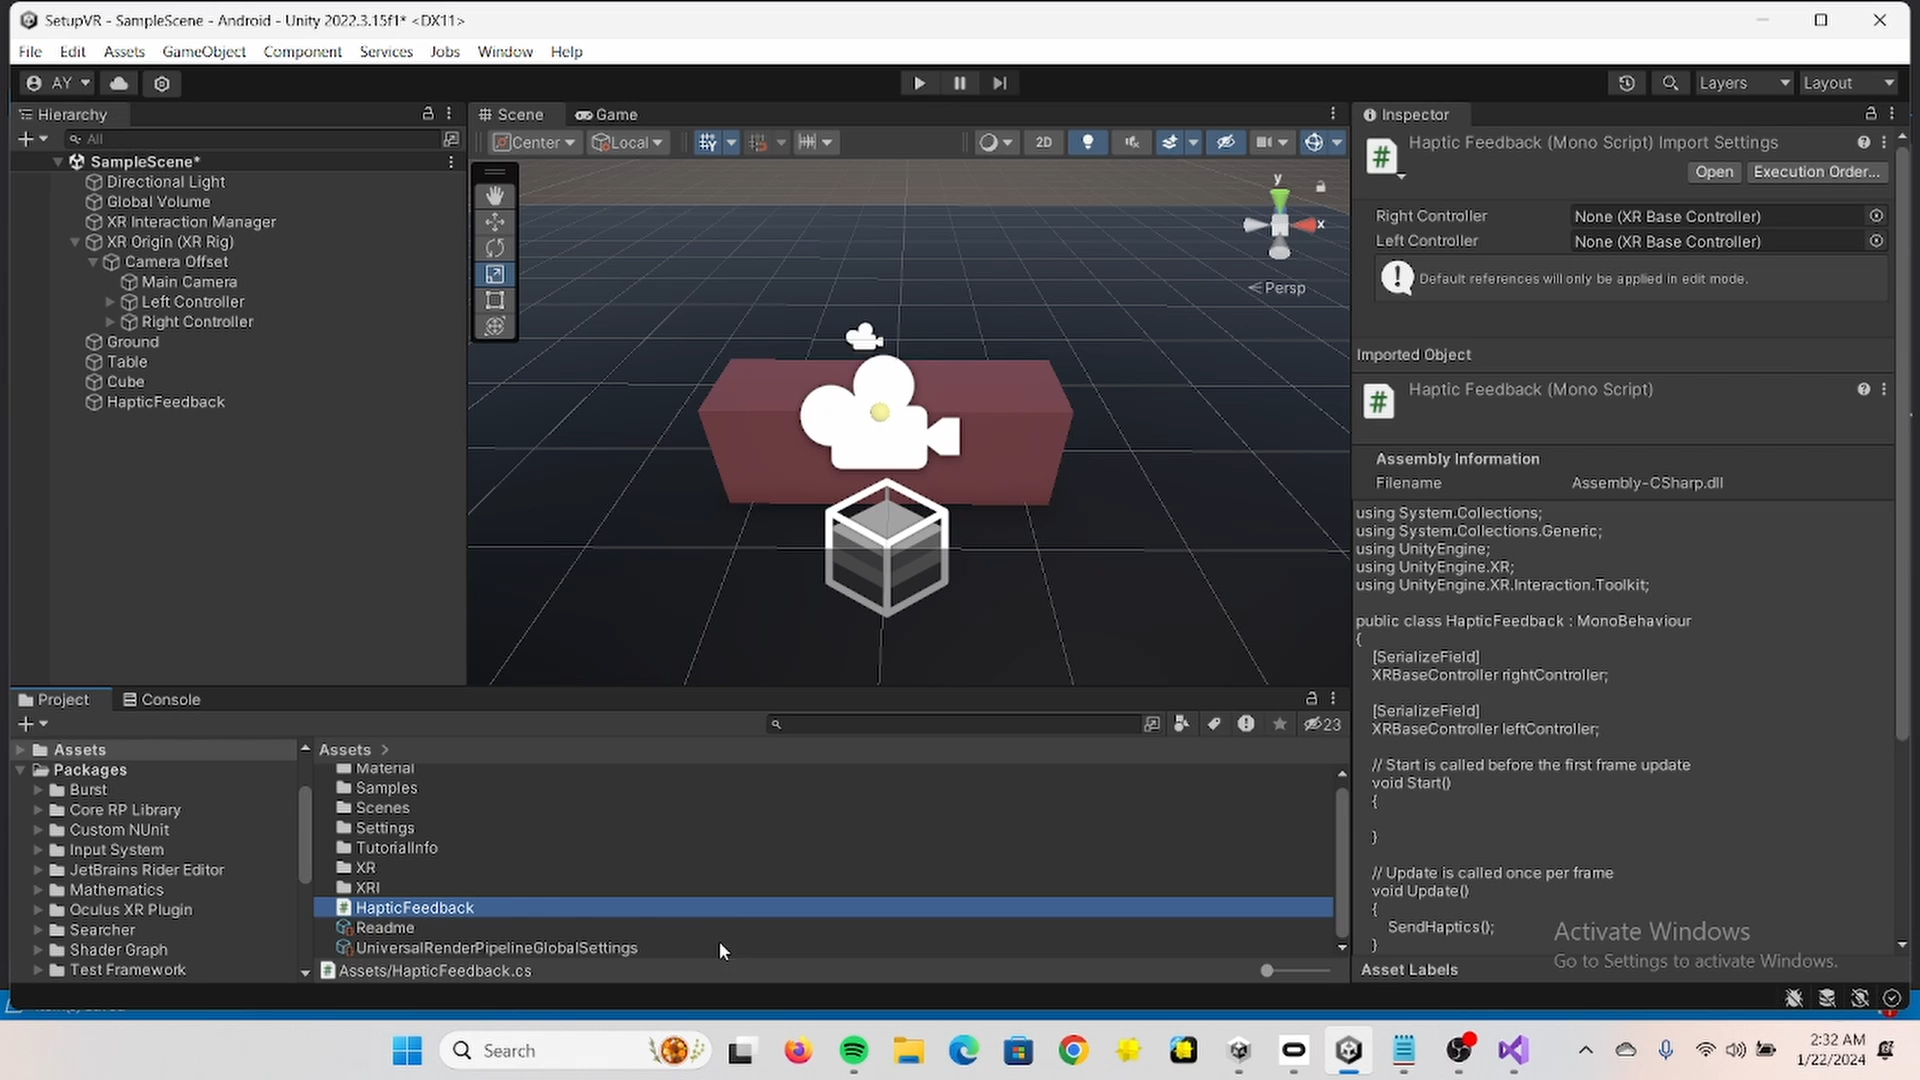 SetupVR - SampleScene - Android - Unity 2022.3.15f1* <DX11>
File Edit Assets GameObject Component Services Jobs Window Help
AY
Layers
Layout
Hierarchy
All
SampleScene*
Directional Light
Global Volume
XR Interaction Manager
XR Origin (XR Rig)
Camera Offset
Main Camera
Left Controller
Right Controller
Ground
Table
Cube
HapticFeedback
Scene
Game
Center
Local
2D
y
x
Persp
Inspector
Haptic Feedback (Mono Script) Import Settings
Open
Execution Order...
Right Controller None (XR Base Controller)
Left Controller None (XR Base Controller)
Default references will only be applied in edit mode.
Imported Object
Haptic Feedback (Mono Script)
Assembly Information
Filename Assembly-CSharp.dll
using System.Collections;
using System.Collections.Generic;
using UnityEngine;
using UnityEngine.XR;
using UnityEngine.XR.Interaction.Toolkit;
public class HapticFeedback : MonoBehaviour
{
[SerializeField]
XRBaseController rightController;
[SerializeField]
XRBaseController leftController;
// Start is called before the first frame update
void Start()
{
}
// Update is called once per frame
void Update()
{
SendHaptics();
}
Asset Labels
Activate Windows
Go to Settings to activate Windows.
Project
Console
23
Assets
Packages
Burst
Core RP Library
Custom NUnit
Input System
JetBrains Rider Editor
Mathematics
Oculus XR Plugin
Searcher
Shader Graph
Test Framework
Assets >
Material
Samples
Scenes
Settings
TutorialInfo
XR
XRI
HapticFeedback
Readme
UniversalRenderPipelineGlobalSettings
Assets/HapticFeedback.cs
Search
2:32 AM
1/22/2024